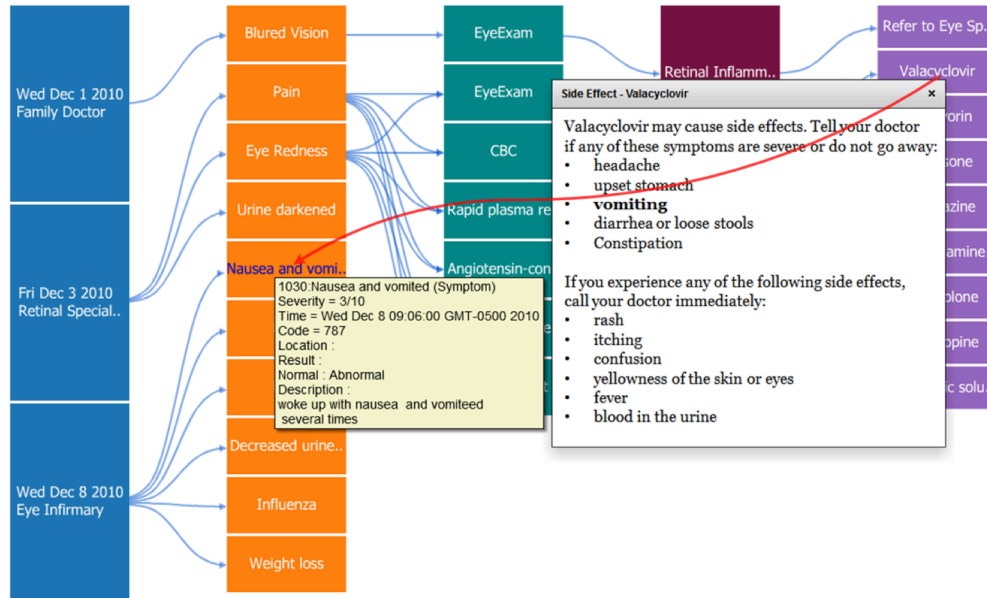 Wed Dec 1 2010
Family Doctor
Fri Dec 3 2010
Retinal Special..
Wed Dec 8 2010
Eye Infirmary
Blured Vision
Pain
Eye Redness
Urine darkened
Nausea and vomi..
Decreased urine..
Influenza
Weight loss
EyeExam
EyeExam
CBC
Rapid plasma re
Angiotensin-con
Retinal Inflamm..
Refer to Eye Sp.
Valacyclovir
1030:Nausea and vomited (Symptom)
Severity = 3/10
Time = Wed Dec 8 09:06:00 GMT-0500 2010
Code = 787
Location :
Result :
Normal : Abnormal
Description :
woke up with nausea and vomiteed
several times
Side Effect - Valacyclovir ×
Valacyclovir may cause side effects. Tell your doctor
if any of these symptoms are severe or do not go away:
• headache
• upset stomach
• vomiting
• diarrhea or loose stools
• Constipation
If you experience any of the following side effects,
call your doctor immediately:
• rash
• itching
• confusion
• yellowness of the skin or eyes
• fever
• blood in the urine